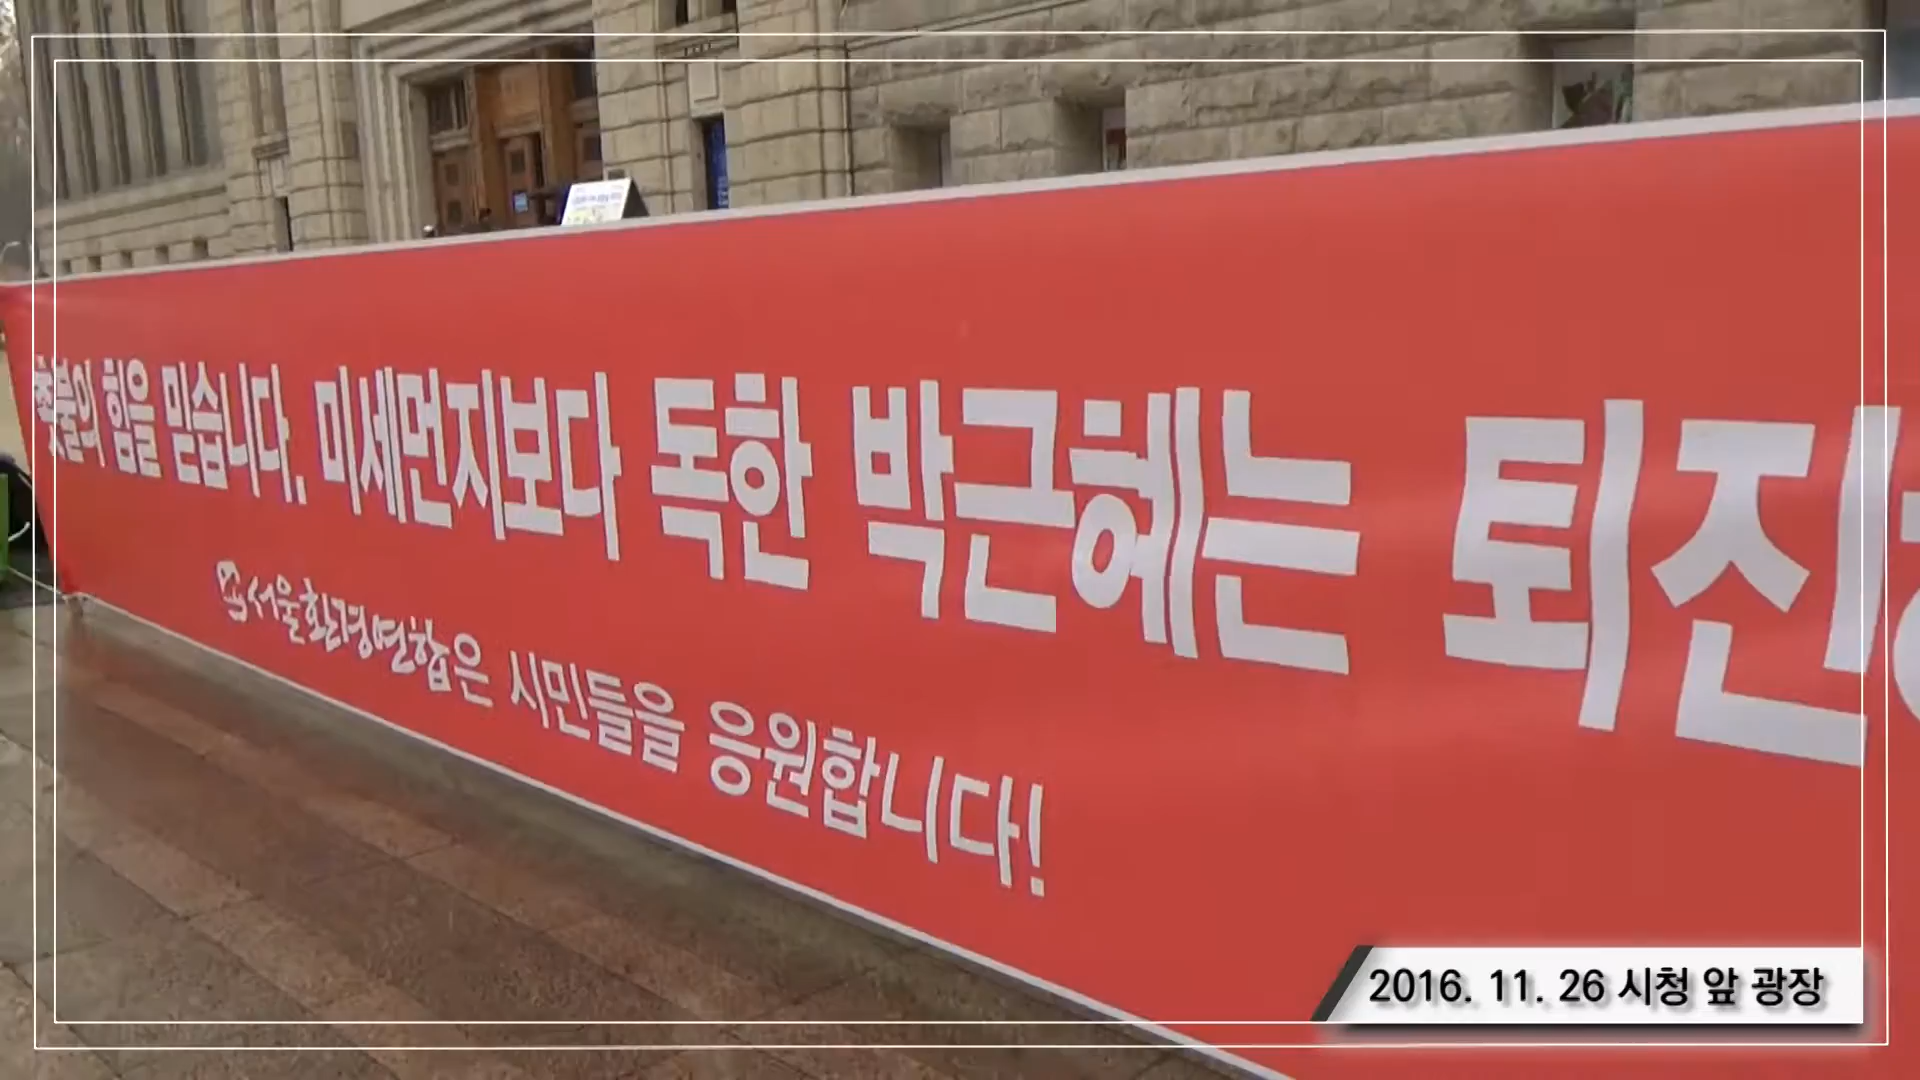 촛불의 힘을 믿습니다. 미세먼지보다 독한 박근혜는 퇴진
서울환경연합은 시민들을 응원합니다!
2016. 11. 26 시청 앞 광장